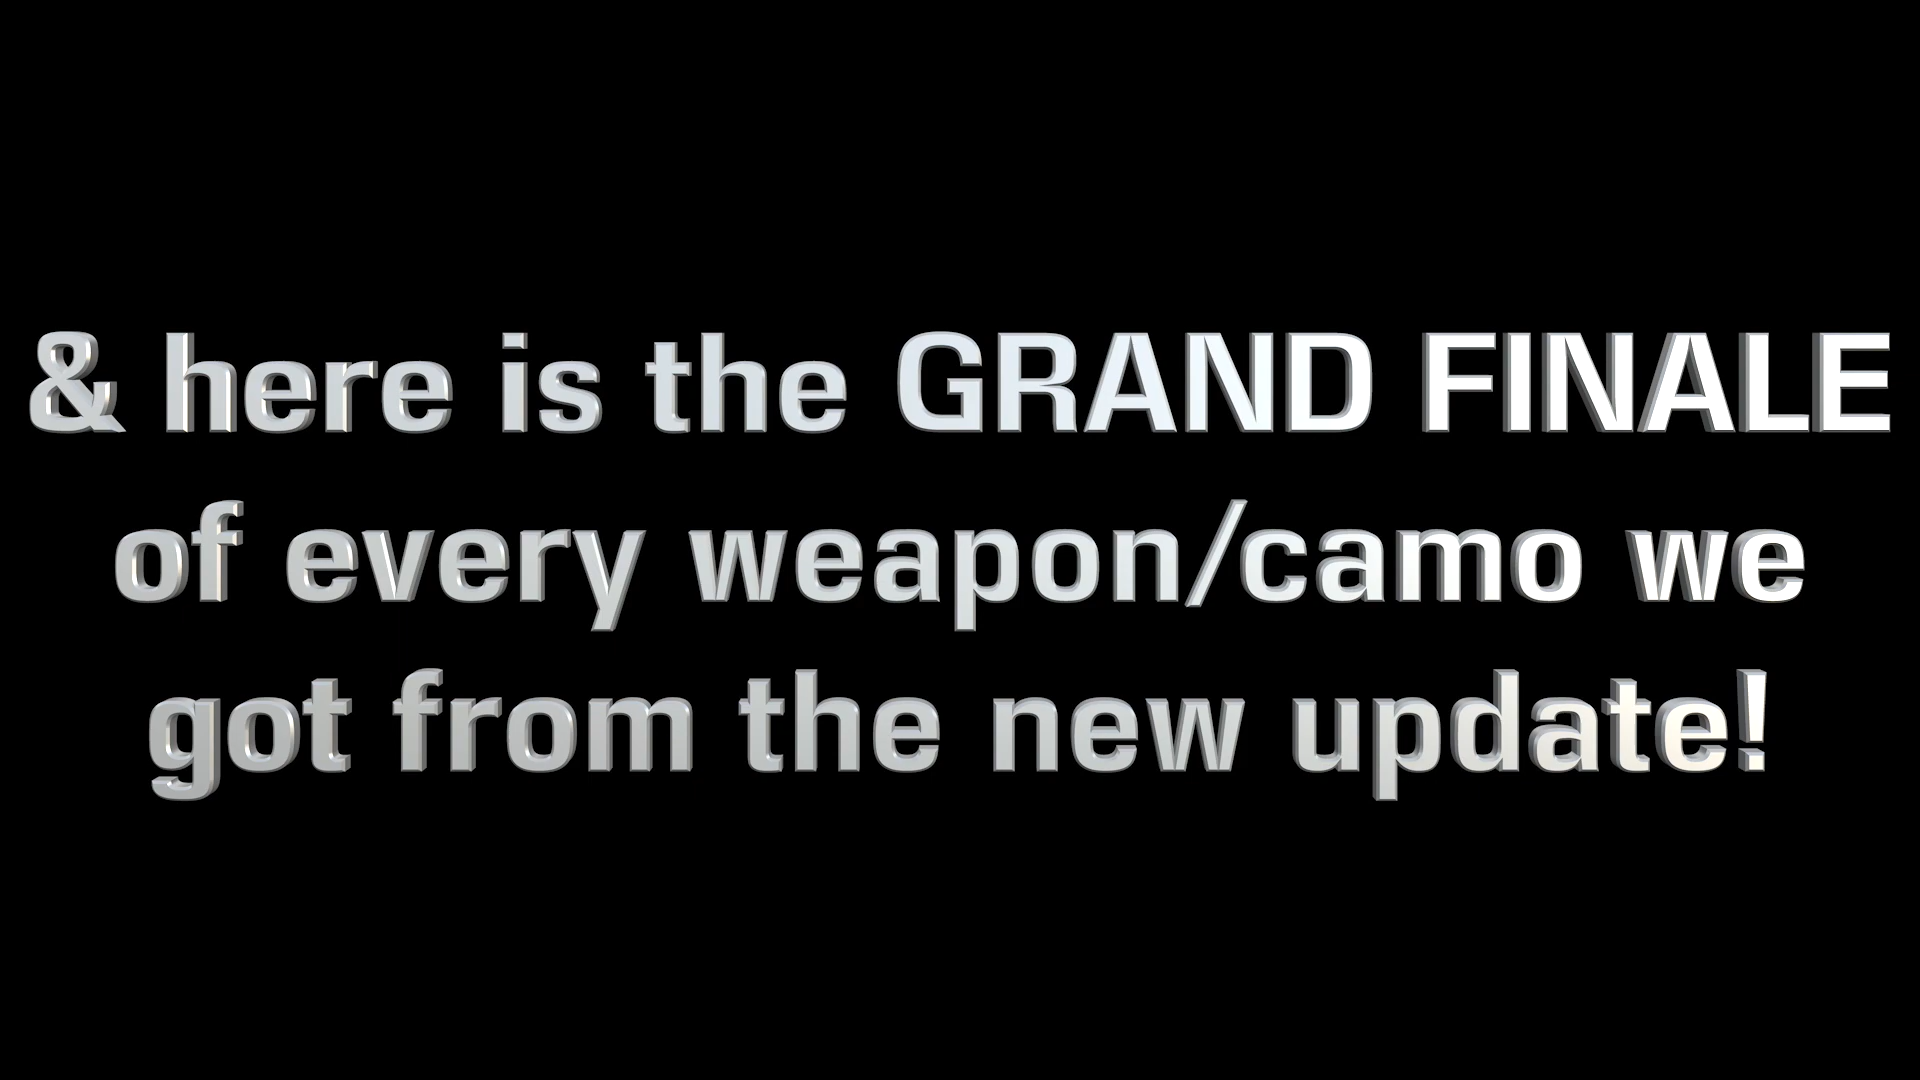 & here is the GRAND FINALE
of every weapon/camo we
got from the new update!